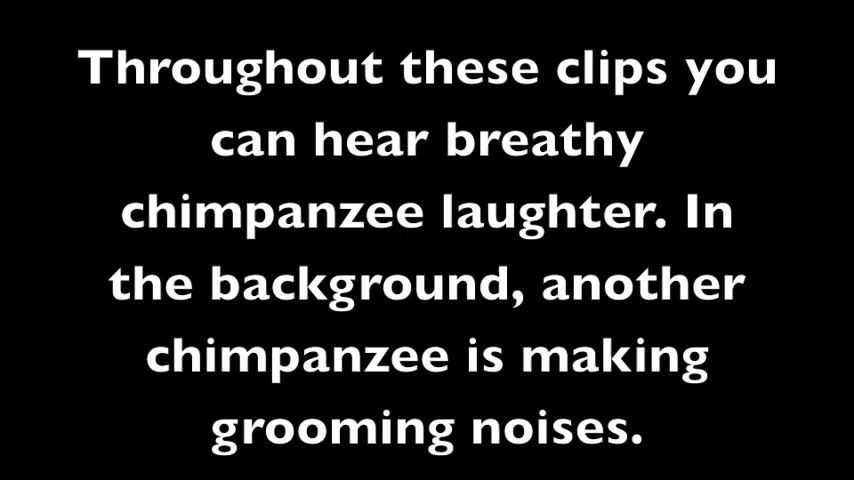 Throughout these clips you
can hear breathy
chimpanzee laughter. In
the background, another
chimpanzee is making
grooming noises.